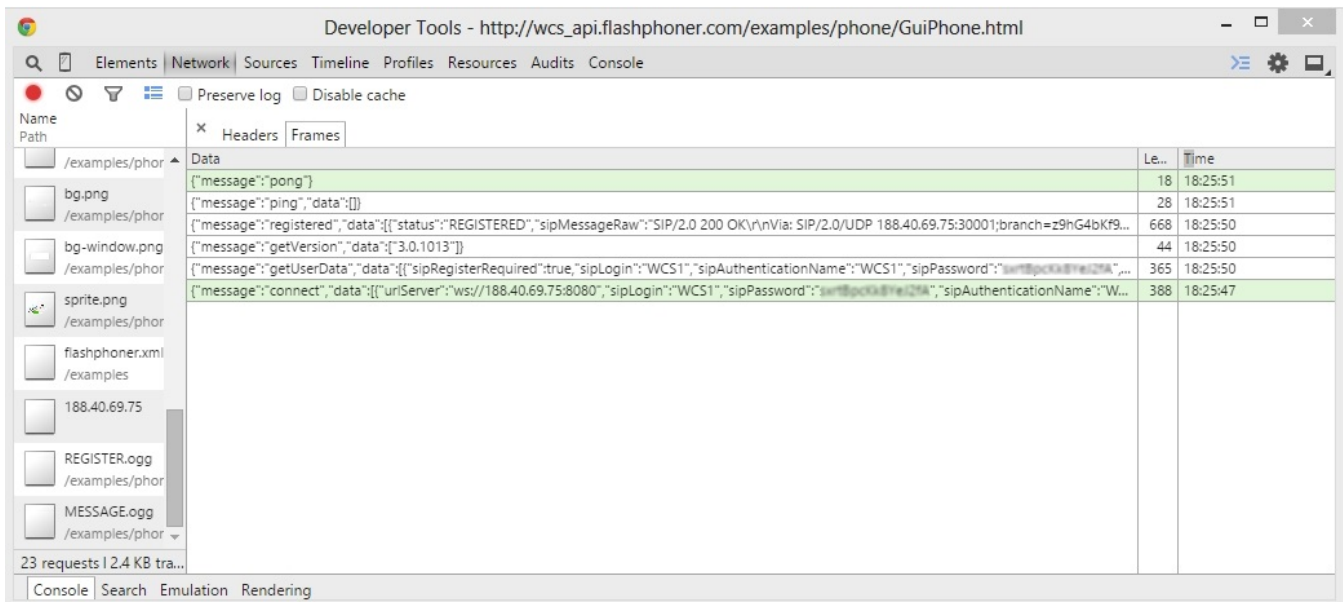 Developer Tools - http://wcs_api.flashphoner.com/examples/phone/GuiPhone.html
Elements Network Sources Timeline Profiles Resources Audits Console
Preserve log Disable cache
Name
Path
× Headers Frames
/examples/phor
Data Le... Time
{"message":"pong"} 18 18:25:51
bg.png
/examples/phor
{"message":"ping","data":[]} 28 18:25:51
{"message":"registered","data":[{"status":"REGISTERED","sipMessageRaw":"SIP/2.0 200 OK\r\nVia: SIP/2.0/UDP 188.40.69.75:30001;branch=z9hG4bKf9... 668 18:25:50
bg-window.png
/examples/phor
{"message":"getVersion","data":["3.0.1013"]} 44 18:25:50
{"message":"getUserData","data":[{"sipRegisterRequired":true,"sipLogin":"WCS1","sipAuthenticationName":"WCS1","sipPassword":" ",... 365 18:25:50
{"message":"connect","data":[{"urlServer":"ws://188.40.69.75:8080","sipLogin":"WCS1","sipPassword":" ","sipAuthenticationName":"W... 388 18:25:47
sprite.png
/examples/phor
flashphoner.xml
/examples
188.40.69.75
REGISTER.ogg
/examples/phor
MESSAGE.ogg
/examples/phor
23 requests | 2.4 KB tra...
Console Search Emulation Rendering